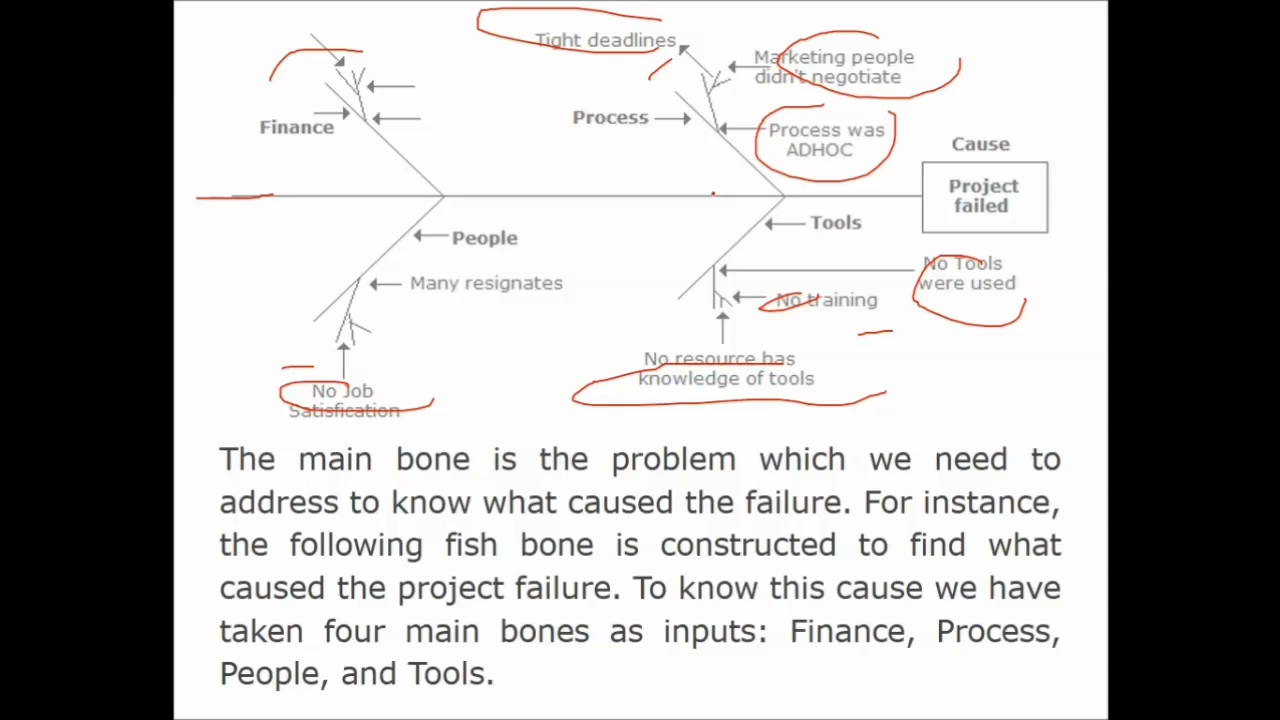 Tight deadlines
Marketing people
didn't negotiate
Finance
Process
Process was
ADHOC
Cause
Project
failed
People
Tools
Many resignates
No Tools
were used
No training
No resource has
knowledge of tools
No Job
Satisfication
The main bone is the problem which we need to
address to know what caused the failure. For instance,
the following fish bone is constructed to find what
caused the project failure. To know this cause we have
taken four main bones as inputs: Finance, Process,
People, and Tools.